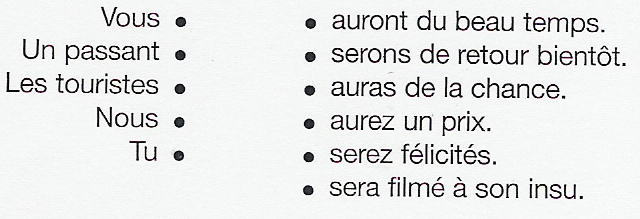 Vous • • auront du beau temps.
Un passant • • serons de retour bientôt.
Les touristes • • auras de la chance.
Nous • • aurez un prix.
Tu • • serez félicités.
• sera filmé à son insu.